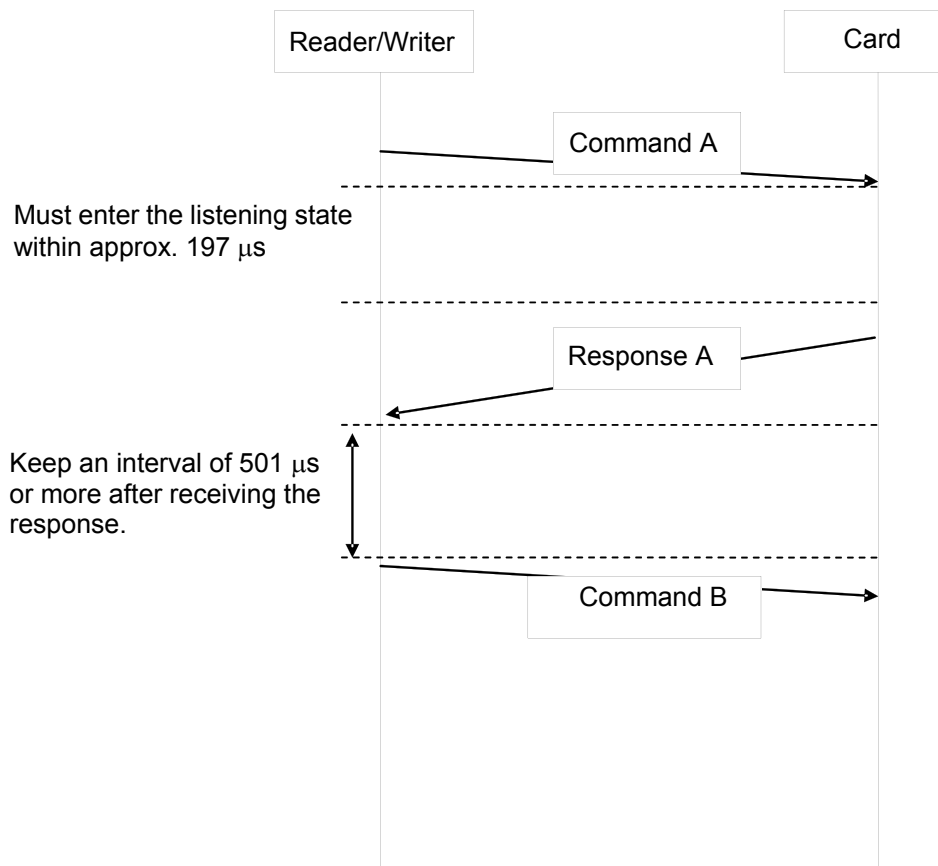 Reader/Writer
Card
Command A
Must enter the listening state
within approx. 197 μs
Response A
Keep an interval of 501 μs
or more after receiving the
response.
Command B